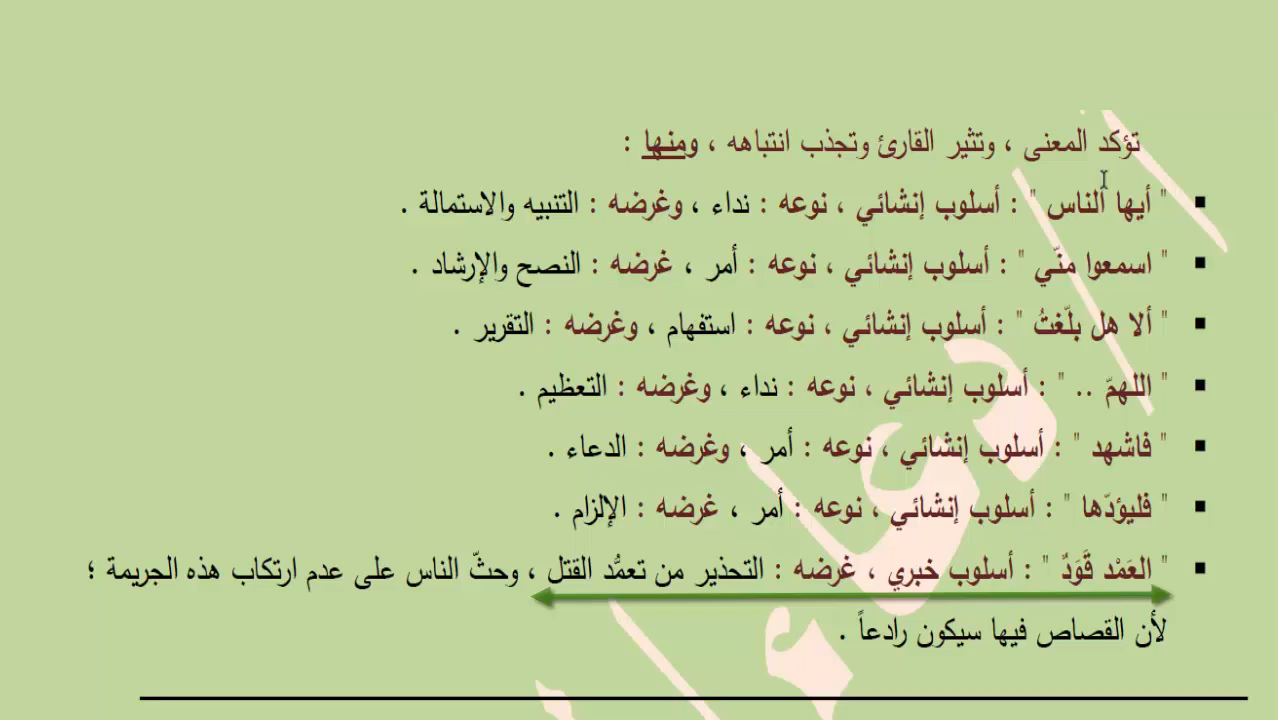 تؤكد المعنى ، وتثير القارئ وتجذب انتباهه ، ومنها :
▪ " أيها الناس " : أسلوب إنشائي ، نوعه : نداء ، وغرضه : التنبيه والاستمالة .
▪ " اسمعوا منّي " : أسلوب إنشائي ، نوعه : أمر ، غرضه : النصح والإرشاد .
▪ " ألا هل بلّغتُ " : أسلوب إنشائي ، نوعه : استفهام ، وغرضه : التقرير .
▪ " اللهمّ .. " : أسلوب إنشائي ، نوعه : نداء ، وغرضه : التعظيم .
▪ " فاشهد " : أسلوب إنشائي ، نوعه : أمر ، وغرضه : الدعاء .
▪ " فليؤدّها " : أسلوب إنشائي ، نوعه : أمر ، غرضه : الإلزام .
▪ " العَمْد قَوَدٌ " : أسلوب خبري ، غرضه : التحذير من تعمُّد القتل ، وحثّ الناس على عدم ارتكاب هذه الجريمة ؛
لأن القصاص فيها سيكون رادعاً .